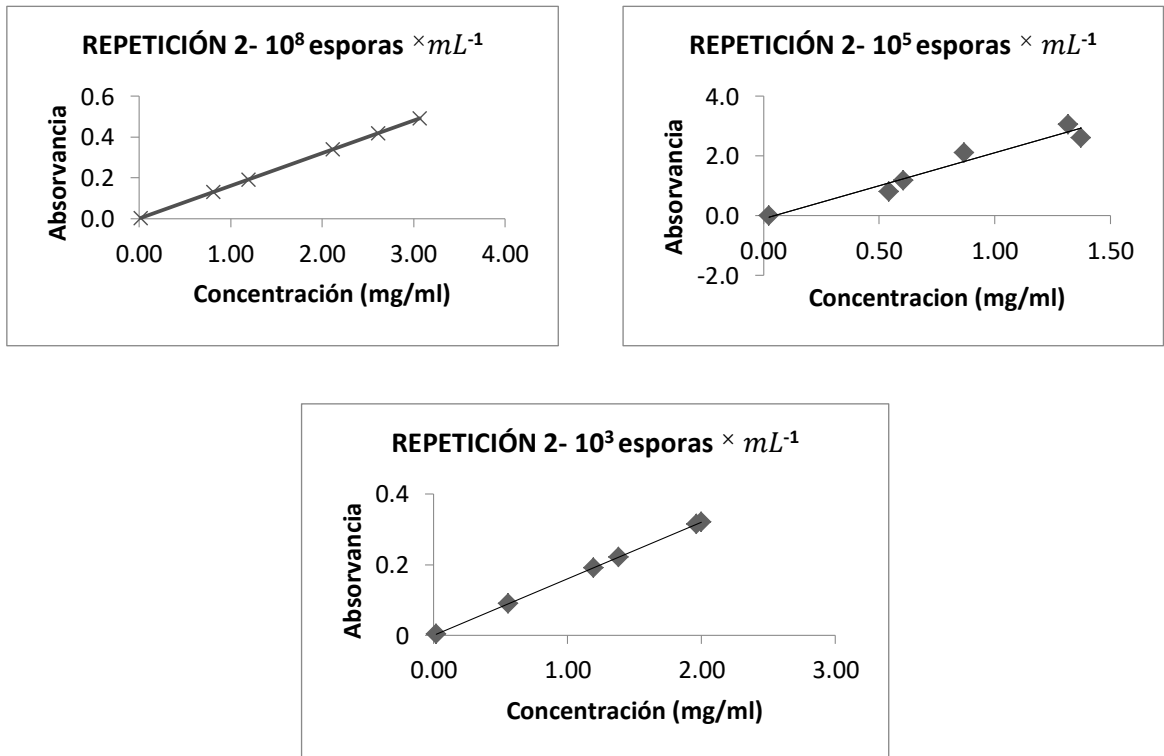 REPETICIÓN 2- 10⁸ esporas × mL⁻¹
Absorvancia
0.6
0.4
0.2
0.0
0.00 1.00 2.00 3.00 4.00
Concentración (mg/ml)
REPETICIÓN 2- 10⁵ esporas × mL⁻¹
Absorvancia
4.0
2.0
0.0
-2.0
0.00 0.50 1.00 1.50
Concentracion (mg/ml)
REPETICIÓN 2- 10³ esporas × mL⁻¹
Absorvancia
0.4
0.2
0
0.00 1.00 2.00 3.00
Concentración (mg/ml)